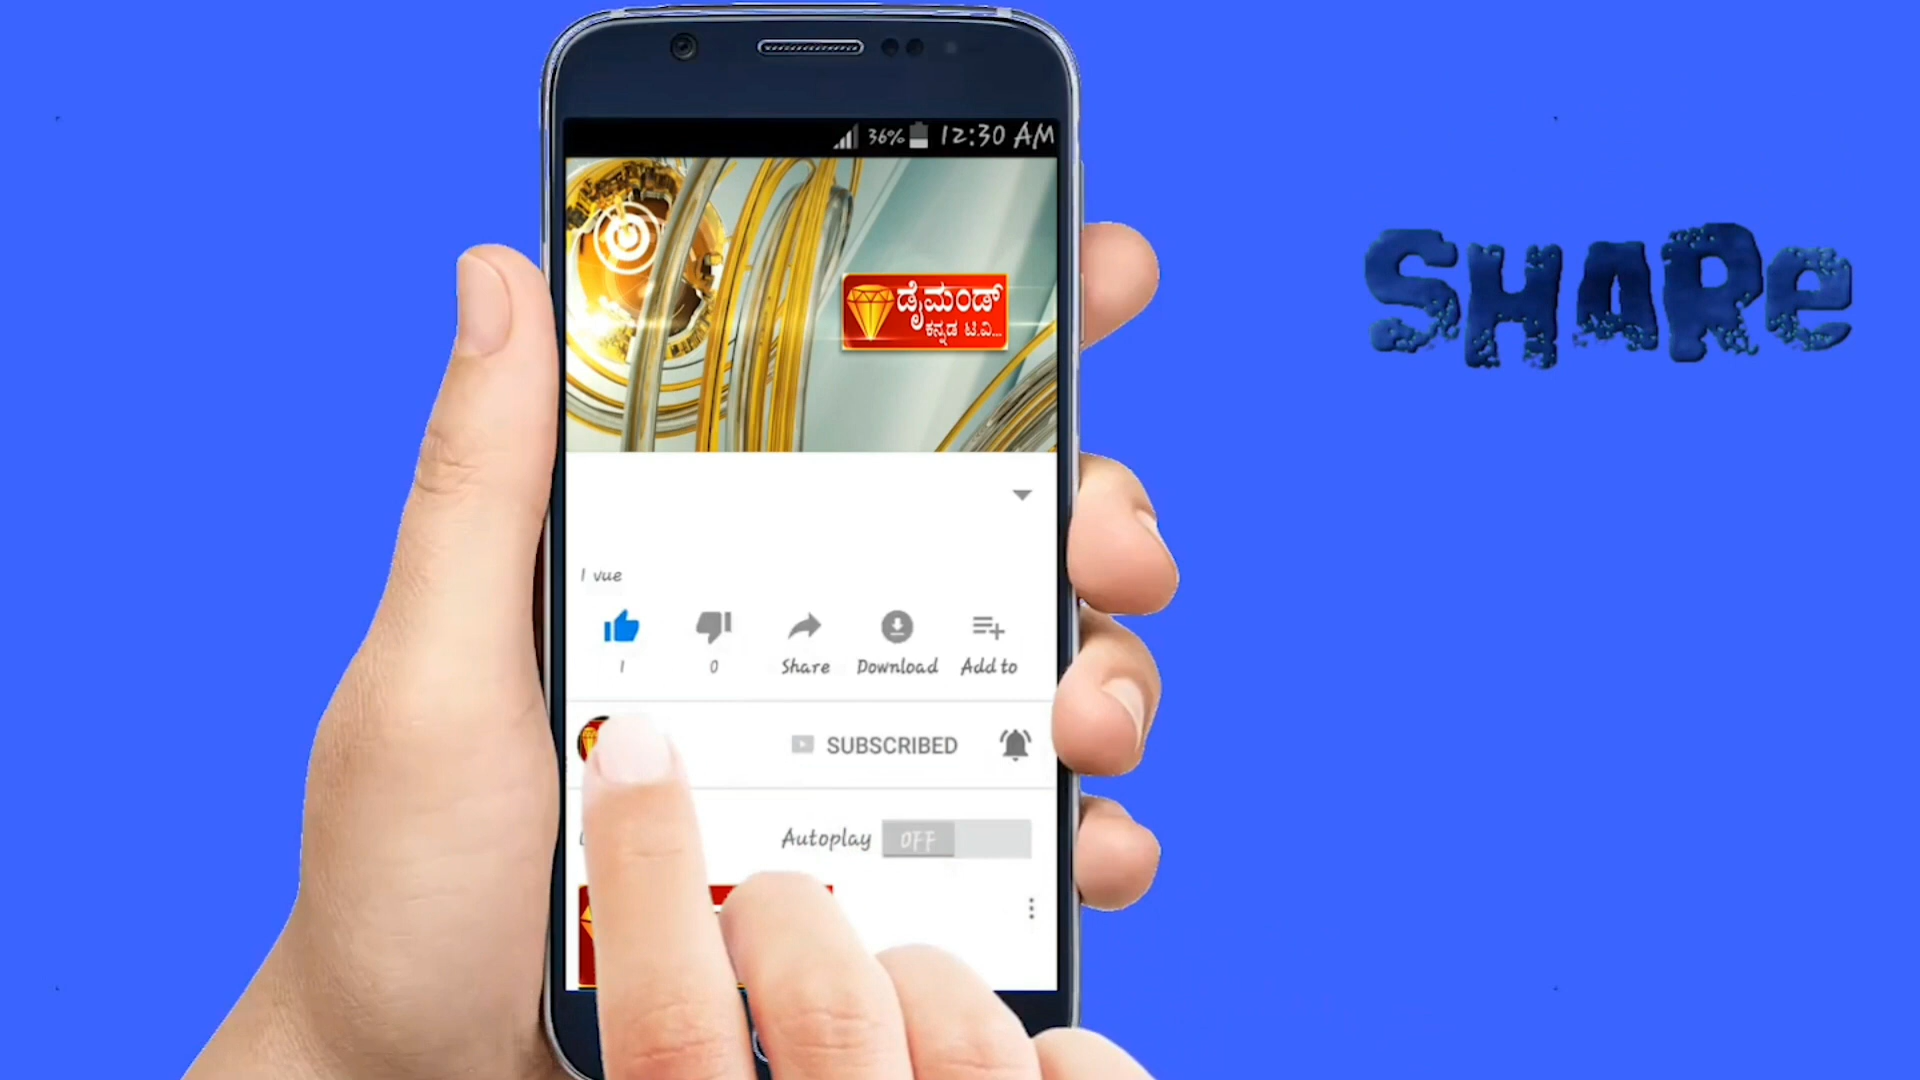 36% 12:30 AM
SHARe
ಡೈಮಂಡ್
ಕನ್ನಡ ಟಿ.ವಿ...
1 vue
1
0
Share
Download
Add to
SUBSCRIBED
Autoplay
OFF